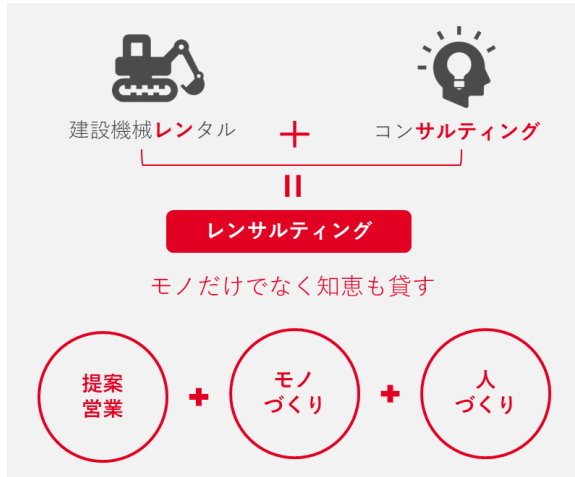 建設機械レンタル ＋ コンサルティング
＝
レンサルティング
モノだけでなく知恵も貸す
提案
営業
＋
モノ
づくり
＋
人
づくり